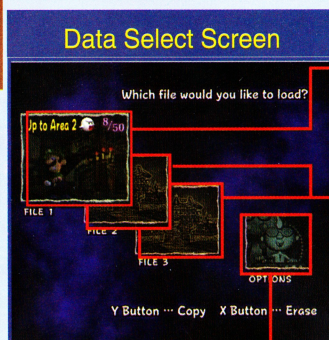 Data Select Screen
Which file would you like to load?
Up to Area 2 8/50
FILE 1
FILE 2
FILE 3
OPTIONS
Y Button ··· Copy X Button ··· Erase